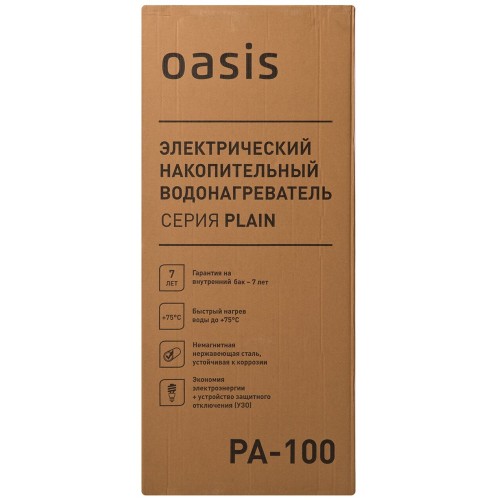 oasis
ЭЛЕКТРИЧЕСКИЙ
НАКОПИТЕЛЬНЫЙ
ВОДОНАГРЕВАТЕЛЬ
СЕРИЯ PLAIN
7
ЛЕТ
Гарантия на
внутренний бак – 7 лет
+75°C
Быстрый нагрев
воды до +75°C
Немагнитная
нержавеющая сталь,
устойчивая к коррозии
Экономия
электроэнергии
+ устройство защитного
отключения (УЗО)
PA-100